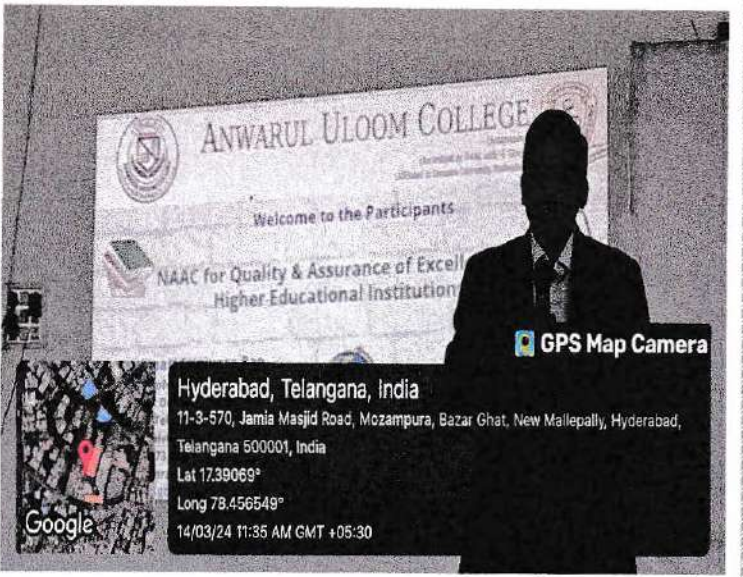 ANWARUL ULOOM COLLEGE
Welcome to the Participants
NAAC for Quality & Assurance of Excell
Higher Educational Institution
GPS Map Camera
Hyderabad, Telangana, India
11-3-570, Jamia Masjid Road, Mozampura, Bazar Ghat, New Mallepally, Hyderabad,
Telangana 500001, India
Lat 17.39069°
Long 78.456549°
14/03/24 11:35 AM GMT +05:30
Google